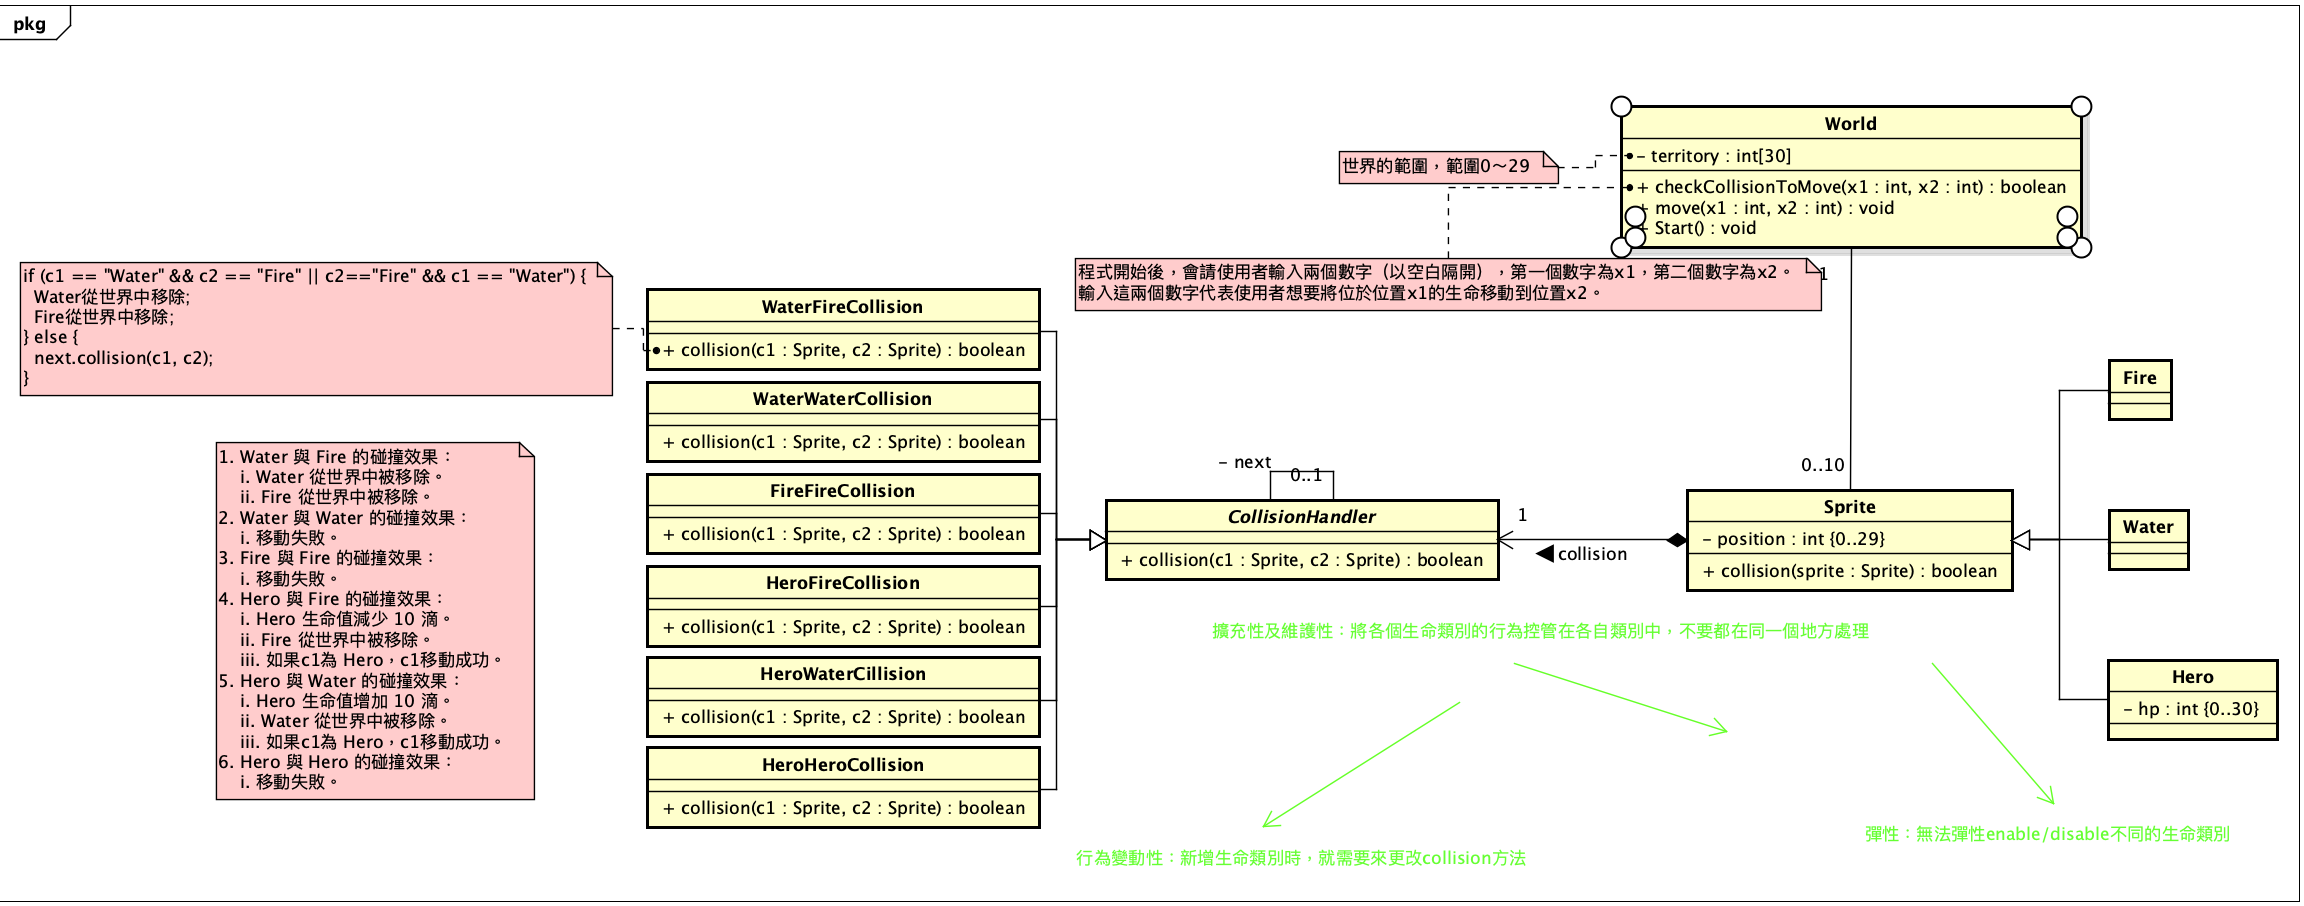 pkg
World
- territory : int[30]
+ checkCollisionToMove(x1 : int, x2 : int) : boolean
+ move(x1 : int, x2 : int) : void
+ Start() : void
世界的範圍，範圍0～29
程式開始後，會請使用者輸入兩個數字（以空白隔開），第一個數字為x1，第二個數字為x2。
輸入這兩個數字代表使用者想要將位於位置x1的生命移動到位置x2。
1
0..10
if (c1 == "Water" && c2 == "Fire" || c2=="Fire" && c1 == "Water") {
Water從世界中移除;
Fire從世界中移除;
} else {
next.collision(c1, c2);
}
WaterFireCollision
+ collision(c1 : Sprite, c2 : Sprite) : boolean
WaterWaterCollision
+ collision(c1 : Sprite, c2 : Sprite) : boolean
FireFireCollision
+ collision(c1 : Sprite, c2 : Sprite) : boolean
HeroFireCollision
+ collision(c1 : Sprite, c2 : Sprite) : boolean
HeroWaterCillision
+ collision(c1 : Sprite, c2 : Sprite) : boolean
HeroHeroCollision
+ collision(c1 : Sprite, c2 : Sprite) : boolean
1. Water 與 Fire 的碰撞效果：
i. Water 從世界中被移除。
ii. Fire 從世界中被移除。
2. Water 與 Water 的碰撞效果：
i. 移動失敗。
3. Fire 與 Fire 的碰撞效果：
i. 移動失敗。
4. Hero 與 Fire 的碰撞效果：
i. Hero 生命值減少 10 滴。
ii. Fire 從世界中被移除。
iii. 如果c1為 Hero，c1移動成功。
5. Hero 與 Water 的碰撞效果：
i. Hero 生命值增加 10 滴。
ii. Water 從世界中被移除。
iii. 如果c1為 Hero，c1移動成功。
6. Hero 與 Hero 的碰撞效果：
i. 移動失敗。
- next
0..1
CollisionHandler
+ collision(c1 : Sprite, c2 : Sprite) : boolean
1
collision
Sprite
- position : int {0..29}
+ collision(sprite : Sprite) : boolean
Fire
Water
Hero
- hp : int {0..30}
擴充性及維護性：將各個生命類別的行為控管在各自類別中，不要都在同一個地方處理
彈性：無法彈性enable/disable不同的生命類別
行為變動性：新增生命類別時，就需要來更改collision方法